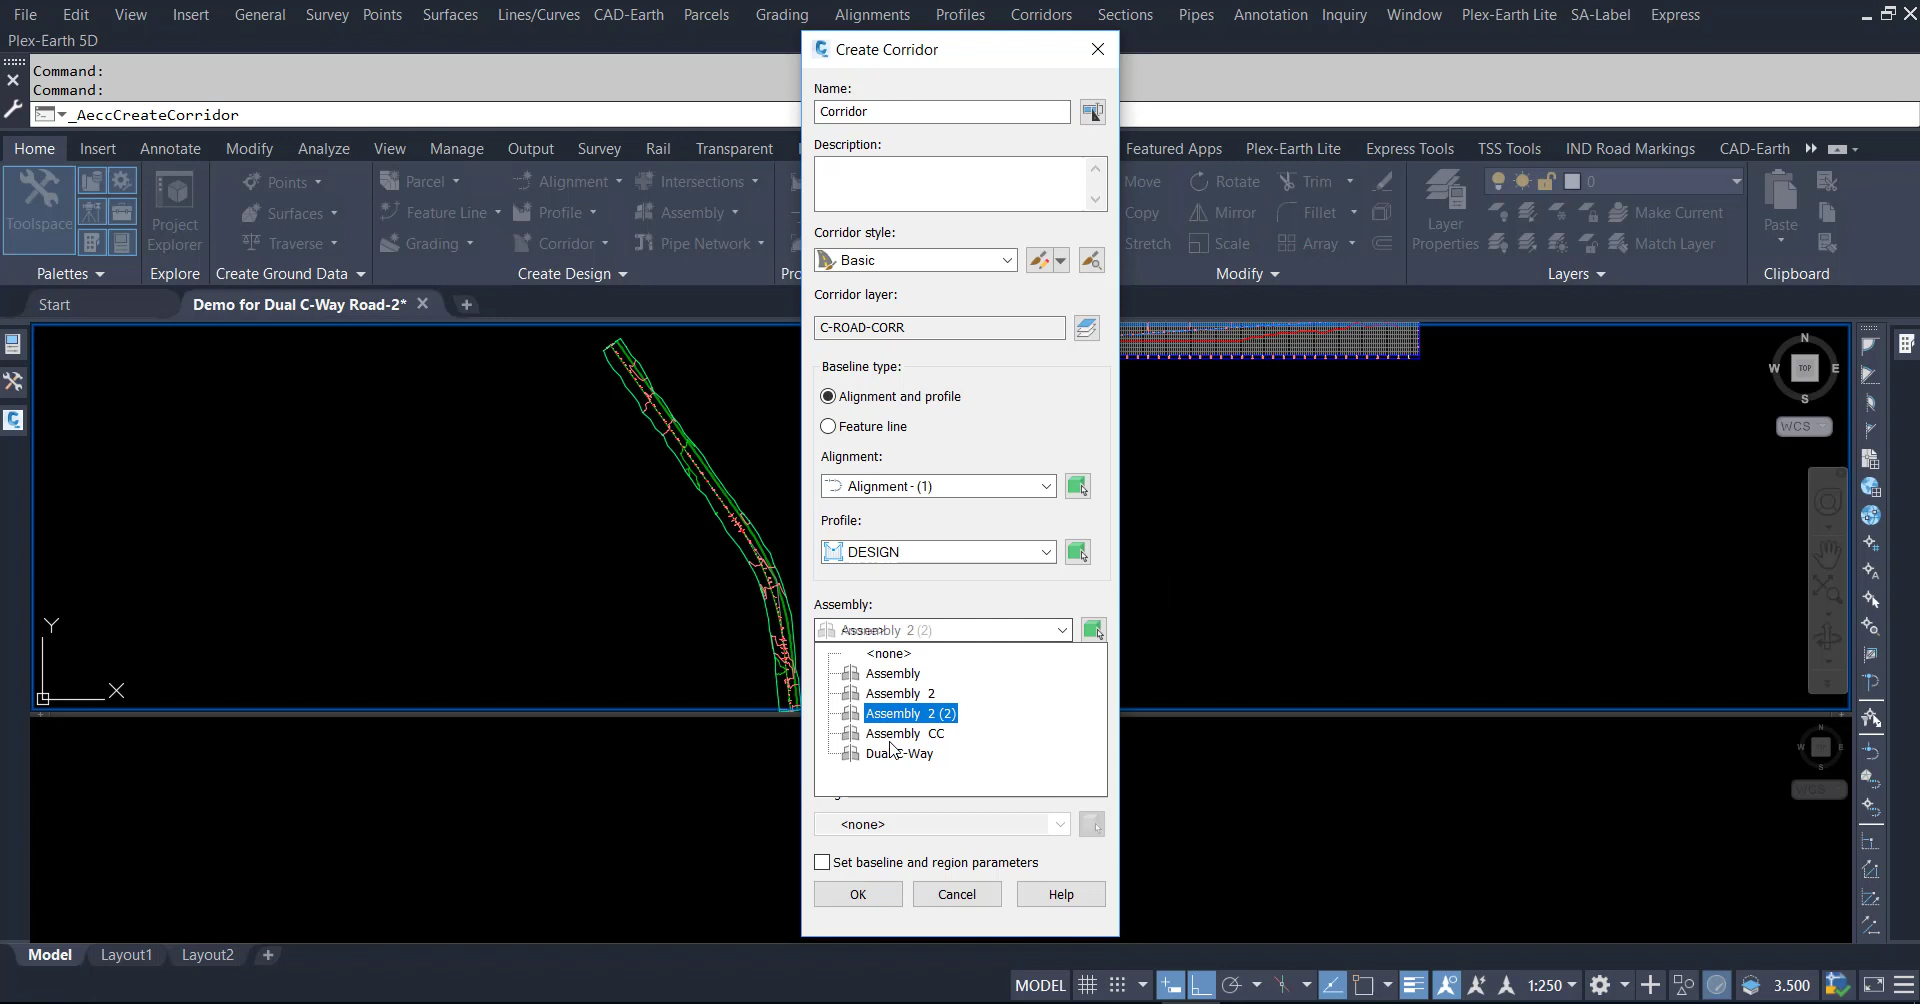 File Edit View Insert General Survey Points Surfaces Lines/Curves CAD-Earth Parcels Grading Alignments Profiles Corridors Sections Pipes Annotation Inquiry Window Plex-Earth Lite SA-Label Express
Plex-Earth 5D
Command:
Command:
_AeccCreateCorridor
Home Insert Annotate Modify Analyze View Manage Output Survey Rail Transparent
Featured Apps Plex-Earth Lite Express Tools TSS Tools IND Road Markings CAD-Earth
Toolspace
Palettes
Project
Explorer
Explore
Points
Surfaces
Traverse
Create Ground Data
Parcel
Feature Line
Grading
Alignment
Profile
Corridor
Intersections
Assembly
Pipe Network
Create Design
Move Rotate Trim
Copy Mirror Fillet
Stretch Scale Array
Modify
Layer
Properties
0
Make Current
Match Layer
Layers
Paste
Clipboard
Start
Demo for Dual C-Way Road-2*
Create Corridor
Name:
Corridor
Description:
Corridor style:
Basic
Corridor layer:
C-ROAD-CORR
Baseline type:
Alignment and profile
Feature line
Alignment:
Alignment - (1)
Profile:
DESIGN
Assembly:
Assembly 2 (2)
<none>
Assembly
Assembly 2
Assembly 2 (2)
Assembly CC
Dual C-Way
<none>
Set baseline and region parameters
OK Cancel Help
N
W TOP E
S
WCS
N
W E
S
WCS
Y
X
Model Layout1 Layout2
MODEL 1:250 3.500